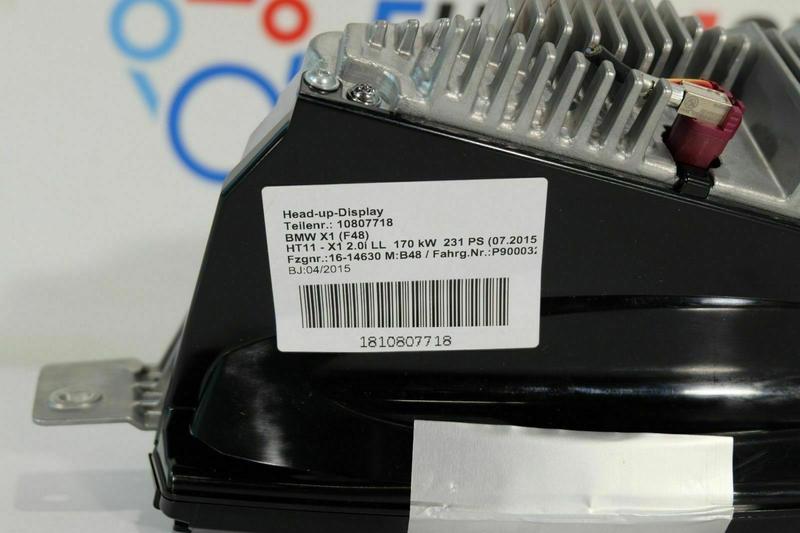 Head-up-Display
Teilenr.: 10807718
BMW X1 (F48)
HT11 - X1 2.0i LL 170 kW 231 PS (07.2015
Fzgnr.:16-14630 M:B48 / Fahrg.Nr.:P90003
BJ:04/2015
1810807718